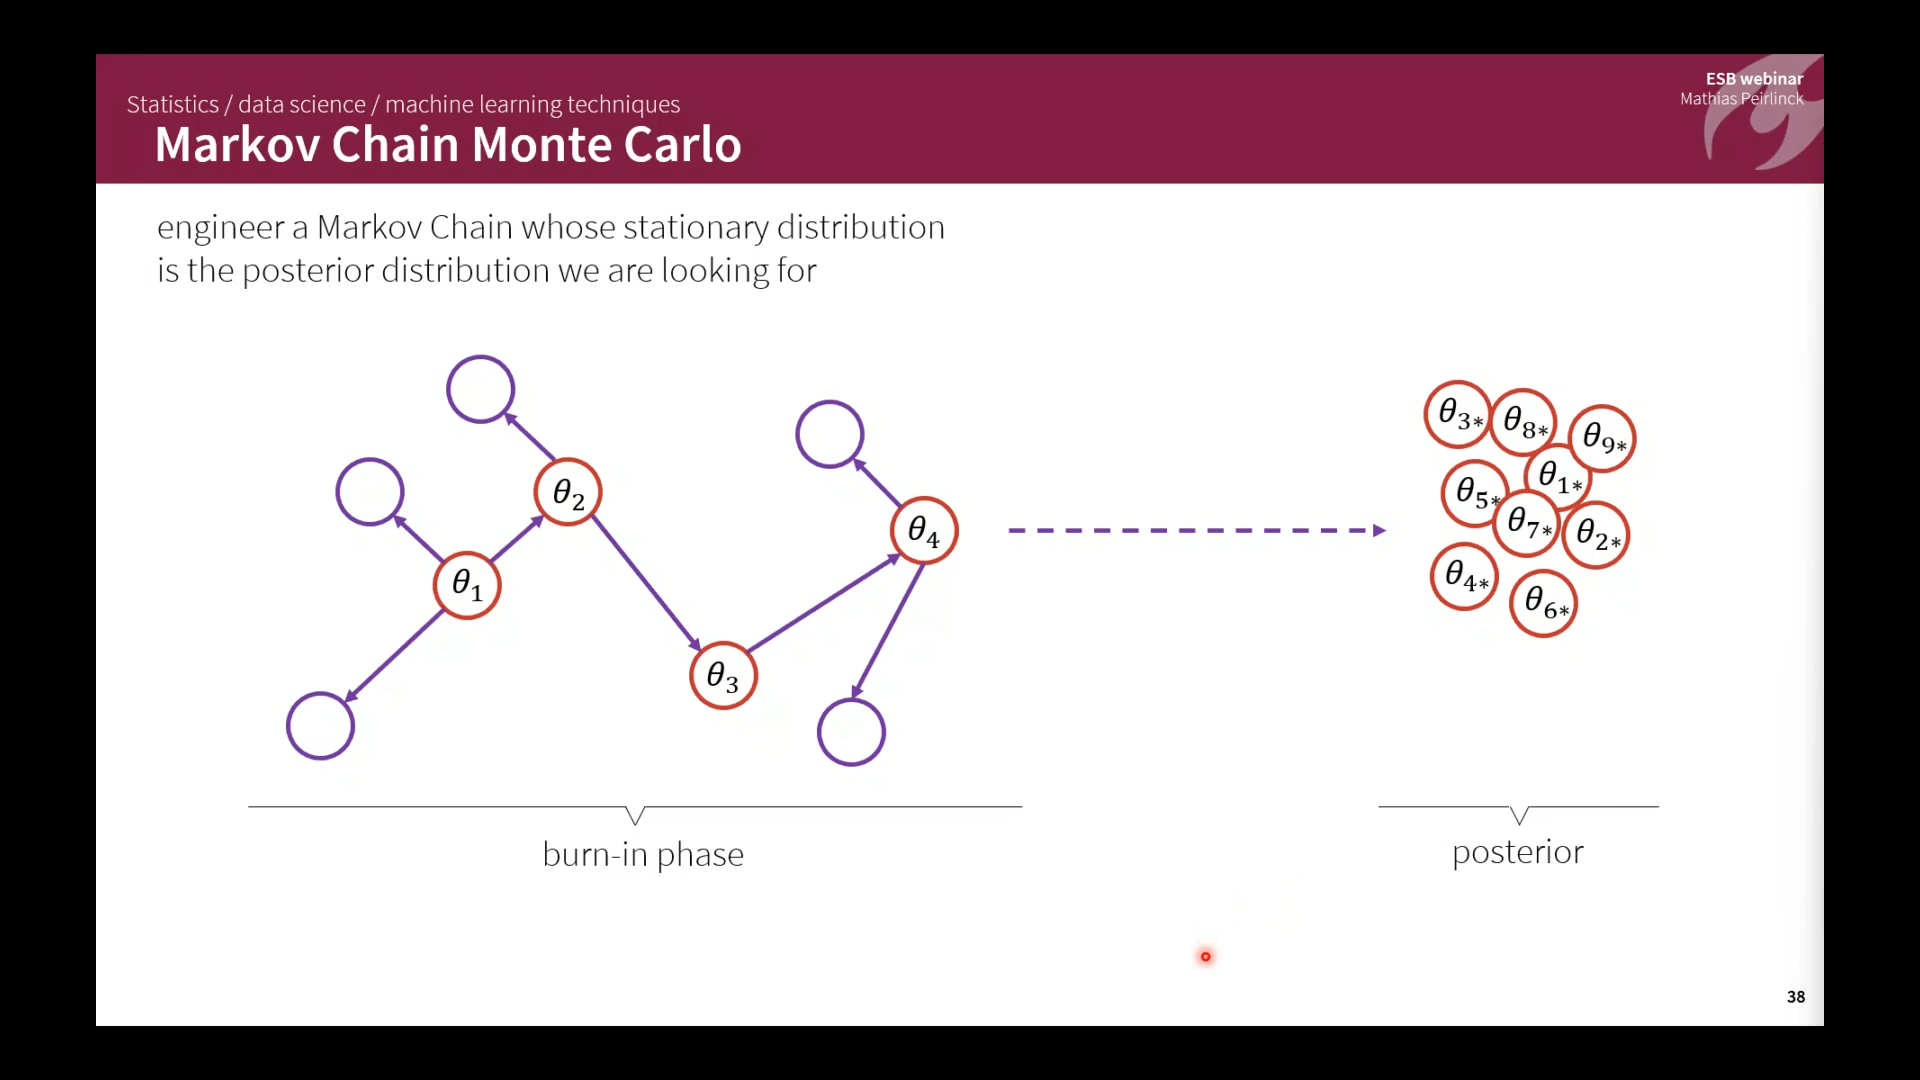 Statistics / data science / machine learning techniques
Markov Chain Monte Carlo
ESB webinar
Mathias Peirlinck
engineer a Markov Chain whose stationary distribution
is the posterior distribution we are looking for
θ₁
θ₂
θ₃
θ₄
θ₃*
θ₈*
θ₉*
θ₅*
θ₁*
θ₇*
θ₂*
θ₄*
θ₆*
burn-in phase
posterior
38